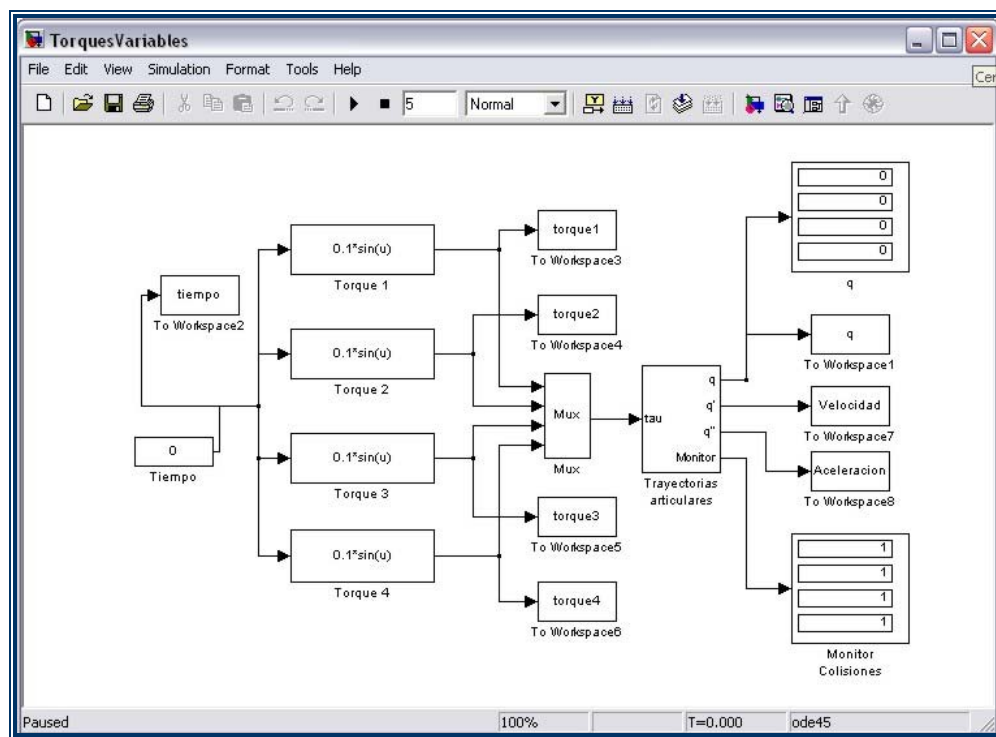 TorquesVariables
File Edit View Simulation Format Tools Help
Cer
5 Normal
0
0
0
0
q
0.1*sin(u)
Torque 1
torque1
To Workspace3
tiempo
To Workspace2
torque2
To Workspace4
q
To Workspace1
0.1*sin(u)
Torque 2
Mux
Mux
tau
q
q'
q''
Monitor
Trayectorias
articulares
Velocidad
To Workspace7
0
Tiempo
0.1*sin(u)
Torque 3
Aceleracion
To Workspace8
torque3
To Workspace5
0.1*sin(u)
Torque 4
1
1
1
1
Monitor
Colisiones
torque4
To Workspace6
Paused 100% T=0.000 ode45